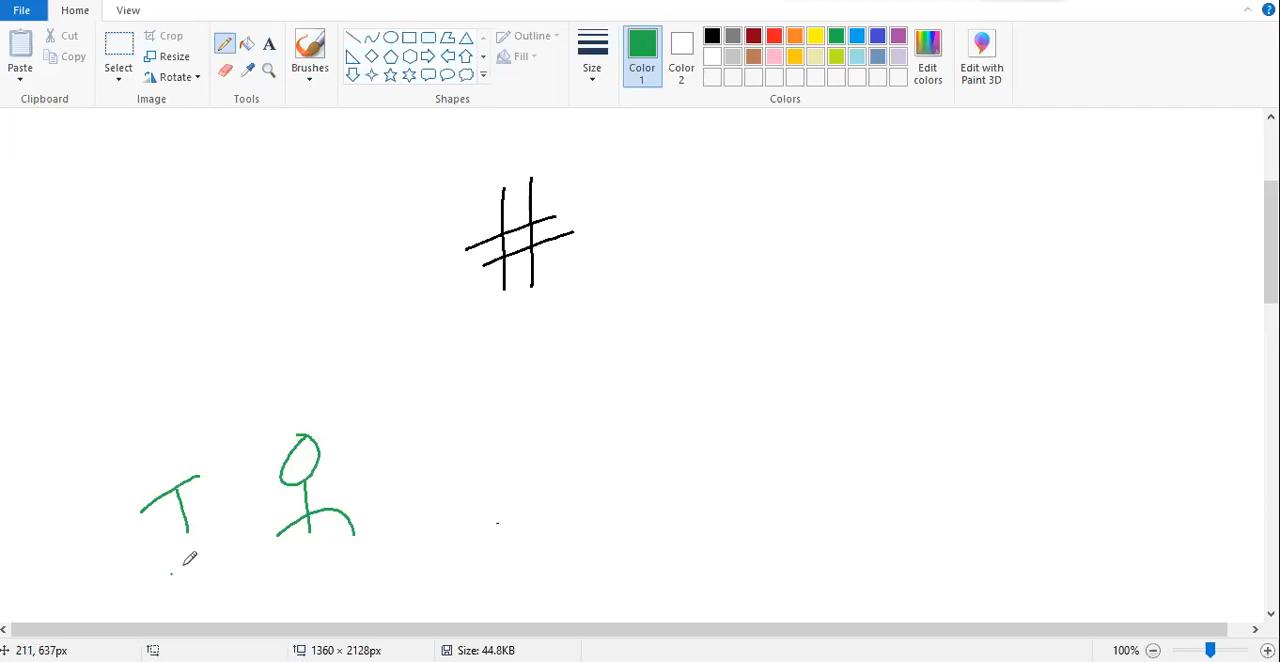 File Home View
Paste
Cut
Copy
Clipboard
Select
Crop
Resize
Rotate
Image
A
Tools
Brushes
Outline
Fill
Shapes
Size
Color 1
Color 2
Edit colors
Edit with Paint 3D
Colors
#
T
211, 637px
1360 × 2128px
Size: 44.8KB
100%